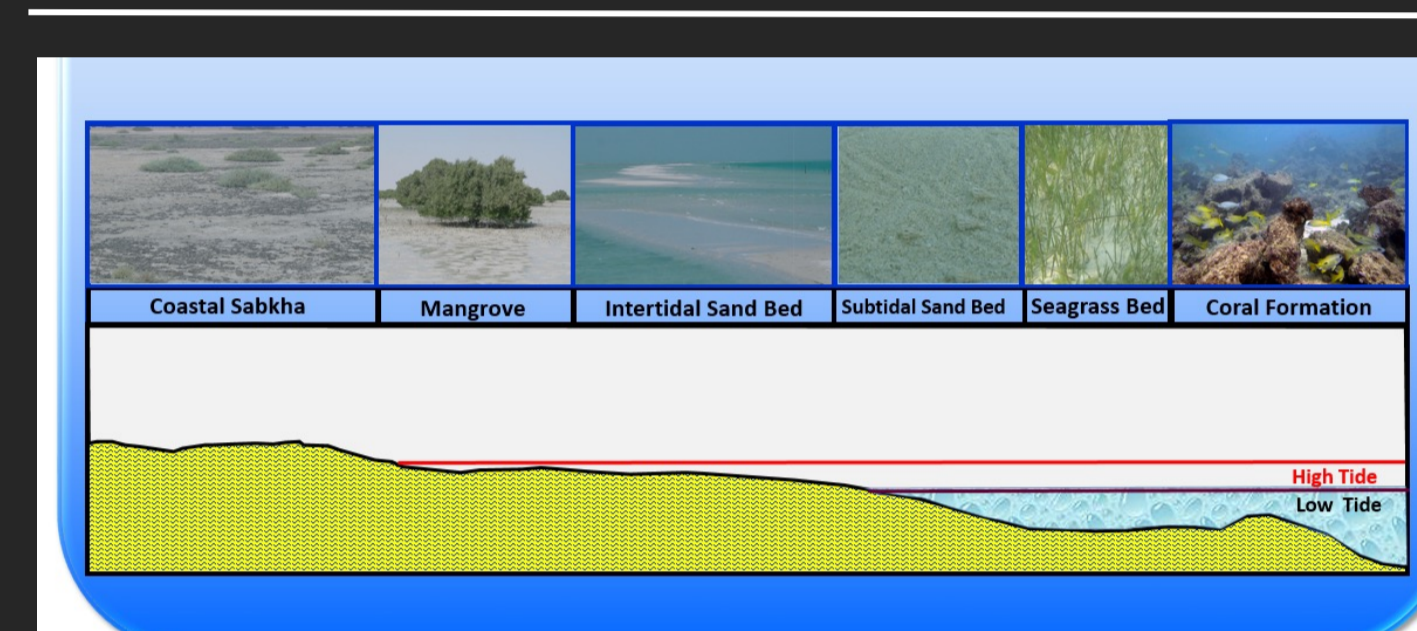 Coastal Sabkha
Mangrove
Intertidal Sand Bed
Subtidal Sand Bed
Seagrass Bed
Coral Formation
High Tide
Low Tide